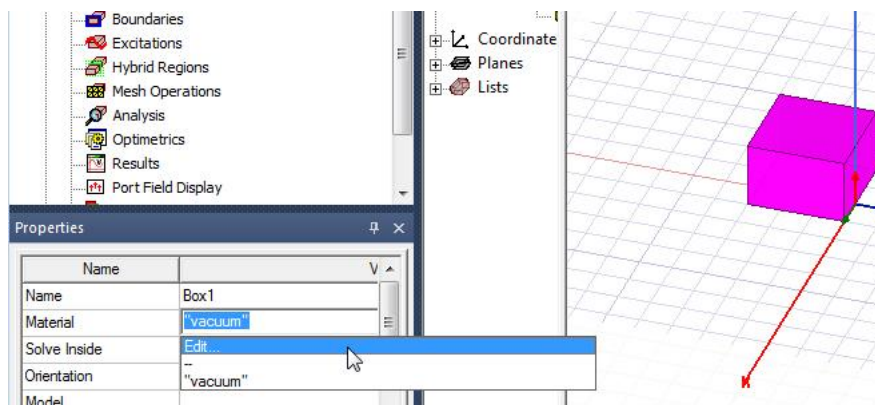 Boundaries
Excitations
Hybrid Regions
Mesh Operations
Analysis
Optimetrics
Results
Port Field Display
Coordinate
Planes
Lists
Properties
Name V
Name Box1
Material "vacuum"
Solve Inside Edit...
--
Orientation "vacuum"
Model